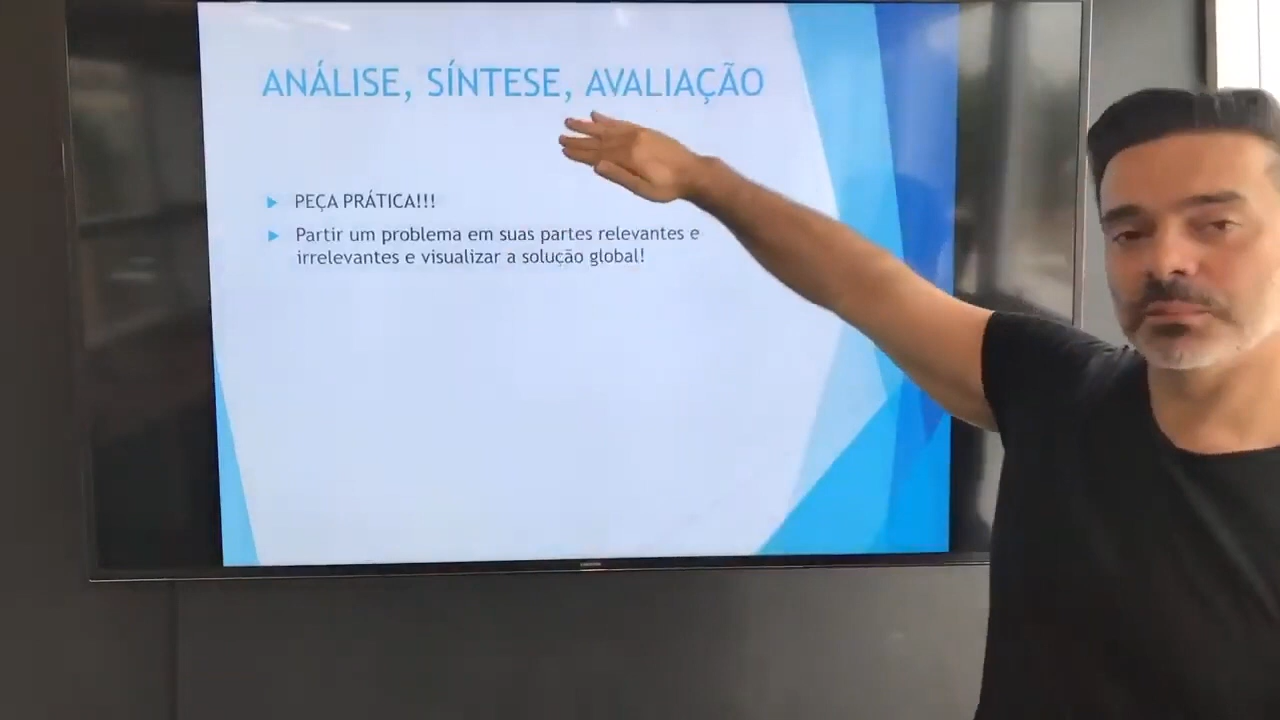 ANÁLISE, SÍNTESE, AVALIAÇÃO
PEÇA PRÁTICA!!!
Partir um problema em suas partes relevantes e
irrelevantes e visualizar a solução global!